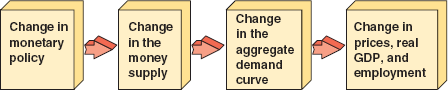 Change in
monetary
policy
Change
in the
money
supply
Change
in the
aggregate
demand
curve
Change in
prices, real
GDP, and
employment